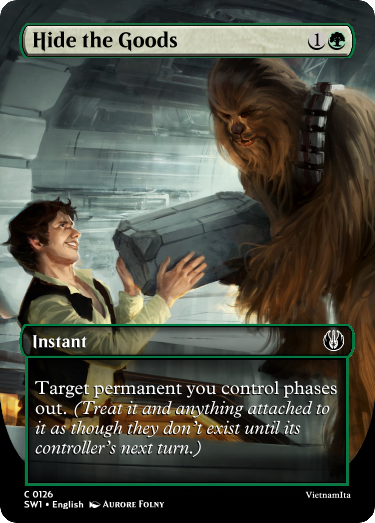 Hide the Goods 1
Instant
Target permanent you control phases
out. (Treat it and anything attached to
it as though they don't exist until its
controller's next turn.)
C 0126
SW1 • English AURORE FOLNY
VietnamIta